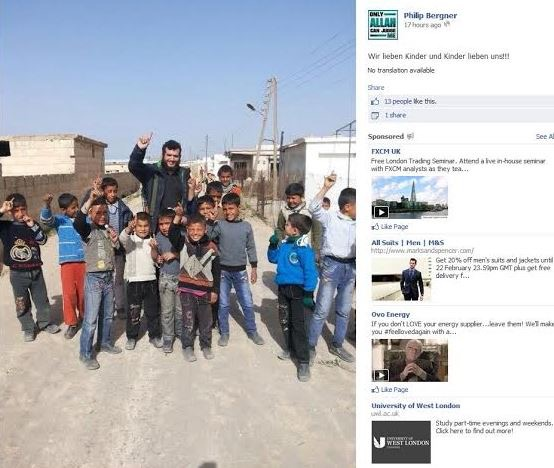 ONLY
ALLAH
CAN JUDGE
ME
Philip Bergner
17 hours ago
Wir lieben Kinder und Kinder lieben uns!!!
No translation available
Share
13 people like this.
1 share
Sponsored
See Al
FXCM UK
Free London Trading Seminar. Attend a live in-house seminar
with FXCM analysts as they tea...
Like Page
All Suits | Men | M&S
http://www.marksandspencer.com/
Get 20% off men's suits and jackets until
22 February 23.59pm GMT plus get free
delivery f...
Ovo Energy
If you don't LOVE your energy supplier...leave them! We'll make
you #feellovedagain with a...
Like Page
University of West London
uwl.ac.uk
Study part-time evenings and weekends.
Click here to find out more!
UNIVERSITY OF
WEST LONDON